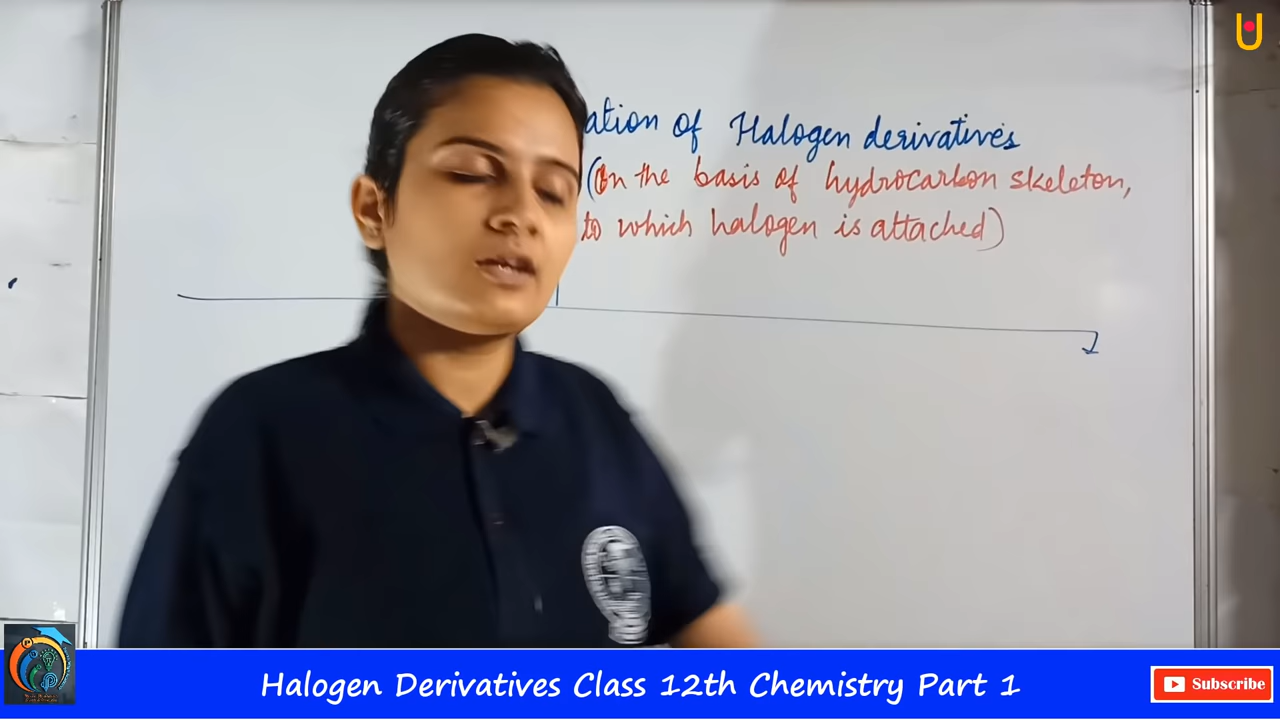 ation of Halogen derivatives
(On the basis of hydrocarbon skeleton,
to which halogen is attached)
Halogen Derivatives Class 12th Chemistry Part 1
Subscribe